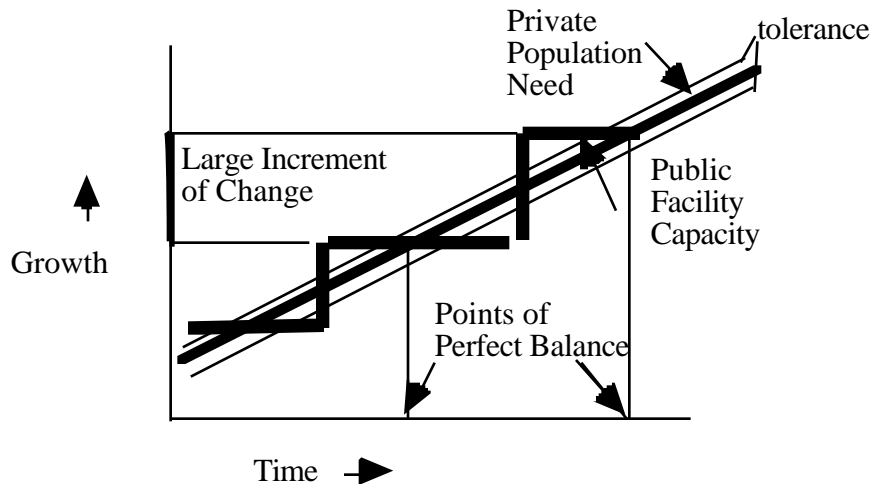 Private
Population
Need
tolerance
Large Increment
of Change
Public
Facility
Capacity
Growth
Points of
Perfect Balance
Time